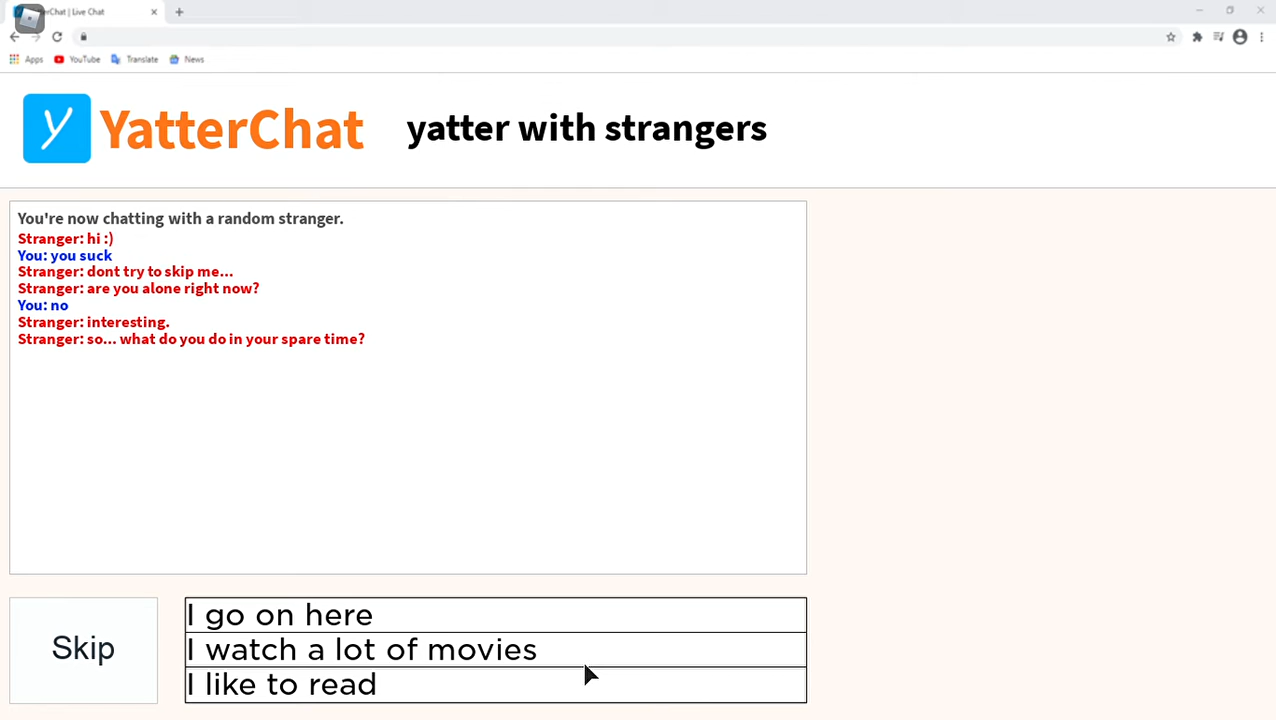 erChat | Live Chat
Apps YouTube Translate News
Y YatterChat yatter with strangers
You're now chatting with a random stranger.
Stranger: hi :)
You: you suck
Stranger: dont try to skip me...
Stranger: are you alone right now?
You: no
Stranger: interesting.
Stranger: so... what do you do in your spare time?
Skip
I go on here
I watch a lot of movies
I like to read